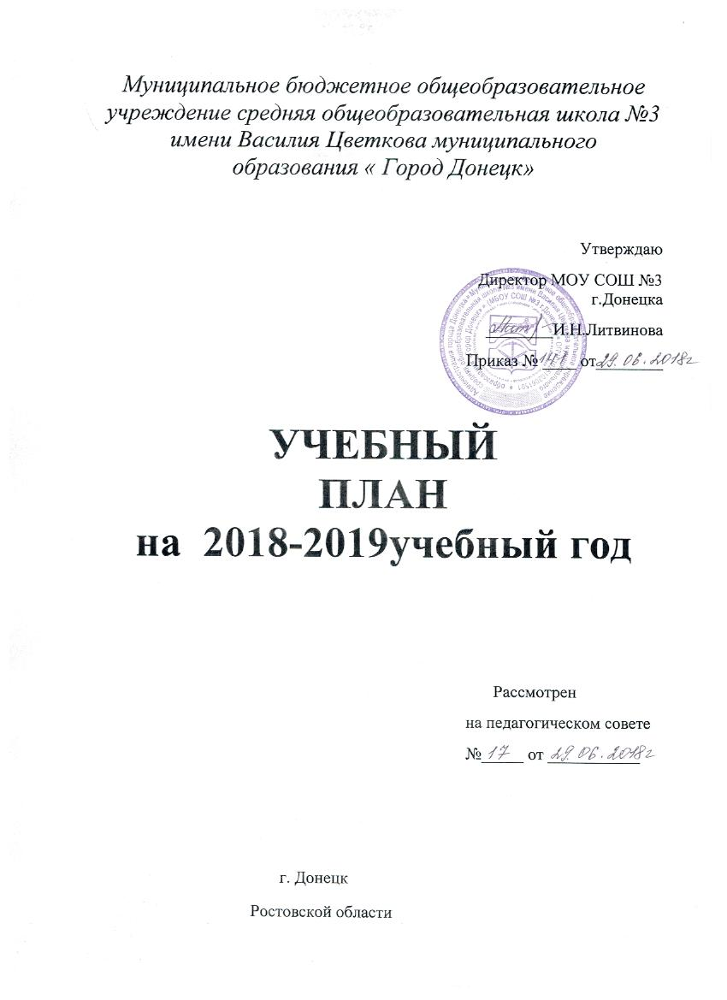 Муниципальное бюджетное общеобразовательное
учреждение средняя общеобразовательная школа №3
имени Василия Цветкова муниципального
образования « Город Донецк»
Утверждаю
Директор МОУ СОШ №3
г.Донецка
И.Н.Литвинова
Приказ № от 29.06.2018г
УЧЕБНЫЙ
ПЛАН
на 2018-2019учебный год
Рассмотрен
на педагогическом совете
№ 17 от 29.06.2018г
г. Донецк
Ростовской области